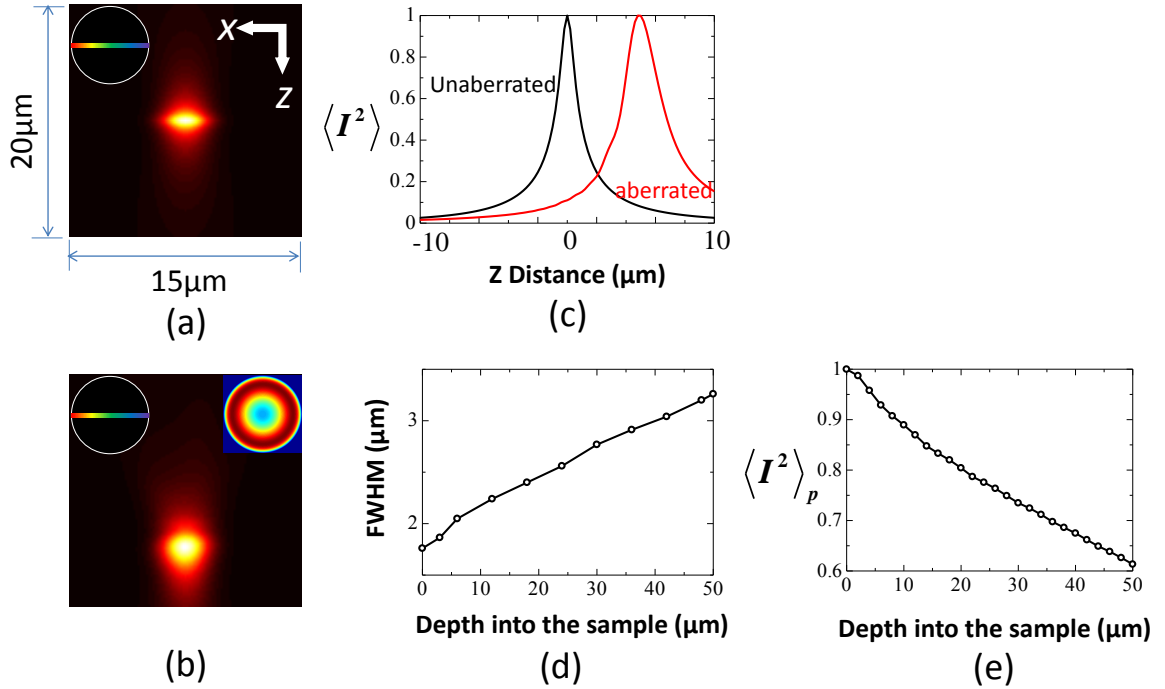 X
Z
20μm
15μm
(a)
⟨I²⟩
1
0.8
0.6
0.4
0.2
0
Unaberrated
aberrated
-10
0
10
Z Distance (μm)
(c)
(b)
FWHM (μm)
3
2
0
10
20
30
40
50
Depth into the sample (μm)
(d)
⟨I²⟩p
1
0.9
0.8
0.7
0.6
0
10
20
30
40
50
Depth into the sample (μm)
(e)